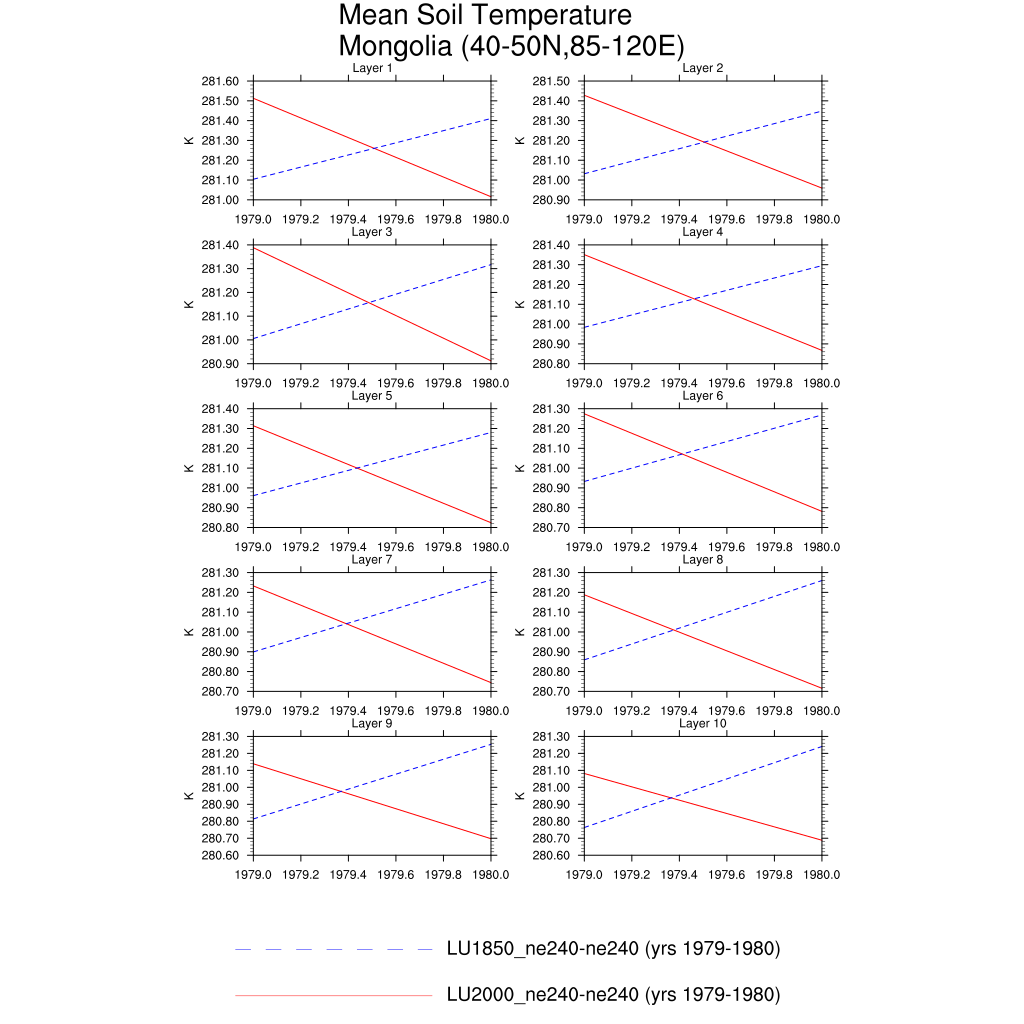 Mean Soil Temperature
Mongolia (40-50N,85-120E)
Layer 1
281.60
281.50
281.40
281.30
281.20
281.10
281.00
K
1979.0 1979.2 1979.4 1979.6 1979.8 1980.0
Layer 2
281.50
281.40
281.30
281.20
281.10
281.00
280.90
K
1979.0 1979.2 1979.4 1979.6 1979.8 1980.0
Layer 3
281.40
281.30
281.20
281.10
281.00
280.90
K
1979.0 1979.2 1979.4 1979.6 1979.8 1980.0
Layer 4
281.40
281.30
281.20
281.10
281.00
280.90
280.80
K
1979.0 1979.2 1979.4 1979.6 1979.8 1980.0
Layer 5
281.40
281.30
281.20
281.10
281.00
280.90
280.80
K
1979.0 1979.2 1979.4 1979.6 1979.8 1980.0
Layer 6
281.30
281.20
281.10
281.00
280.90
280.80
280.70
K
1979.0 1979.2 1979.4 1979.6 1979.8 1980.0
Layer 7
281.30
281.20
281.10
281.00
280.90
280.80
280.70
K
1979.0 1979.2 1979.4 1979.6 1979.8 1980.0
Layer 8
281.30
281.20
281.10
281.00
280.90
280.80
280.70
K
1979.0 1979.2 1979.4 1979.6 1979.8 1980.0
Layer 9
281.30
281.20
281.10
281.00
280.90
280.80
280.70
280.60
K
1979.0 1979.2 1979.4 1979.6 1979.8 1980.0
Layer 10
281.30
281.20
281.10
281.00
280.90
280.80
280.70
280.60
K
1979.0 1979.2 1979.4 1979.6 1979.8 1980.0
LU1850_ne240-ne240 (yrs 1979-1980)
LU2000_ne240-ne240 (yrs 1979-1980)